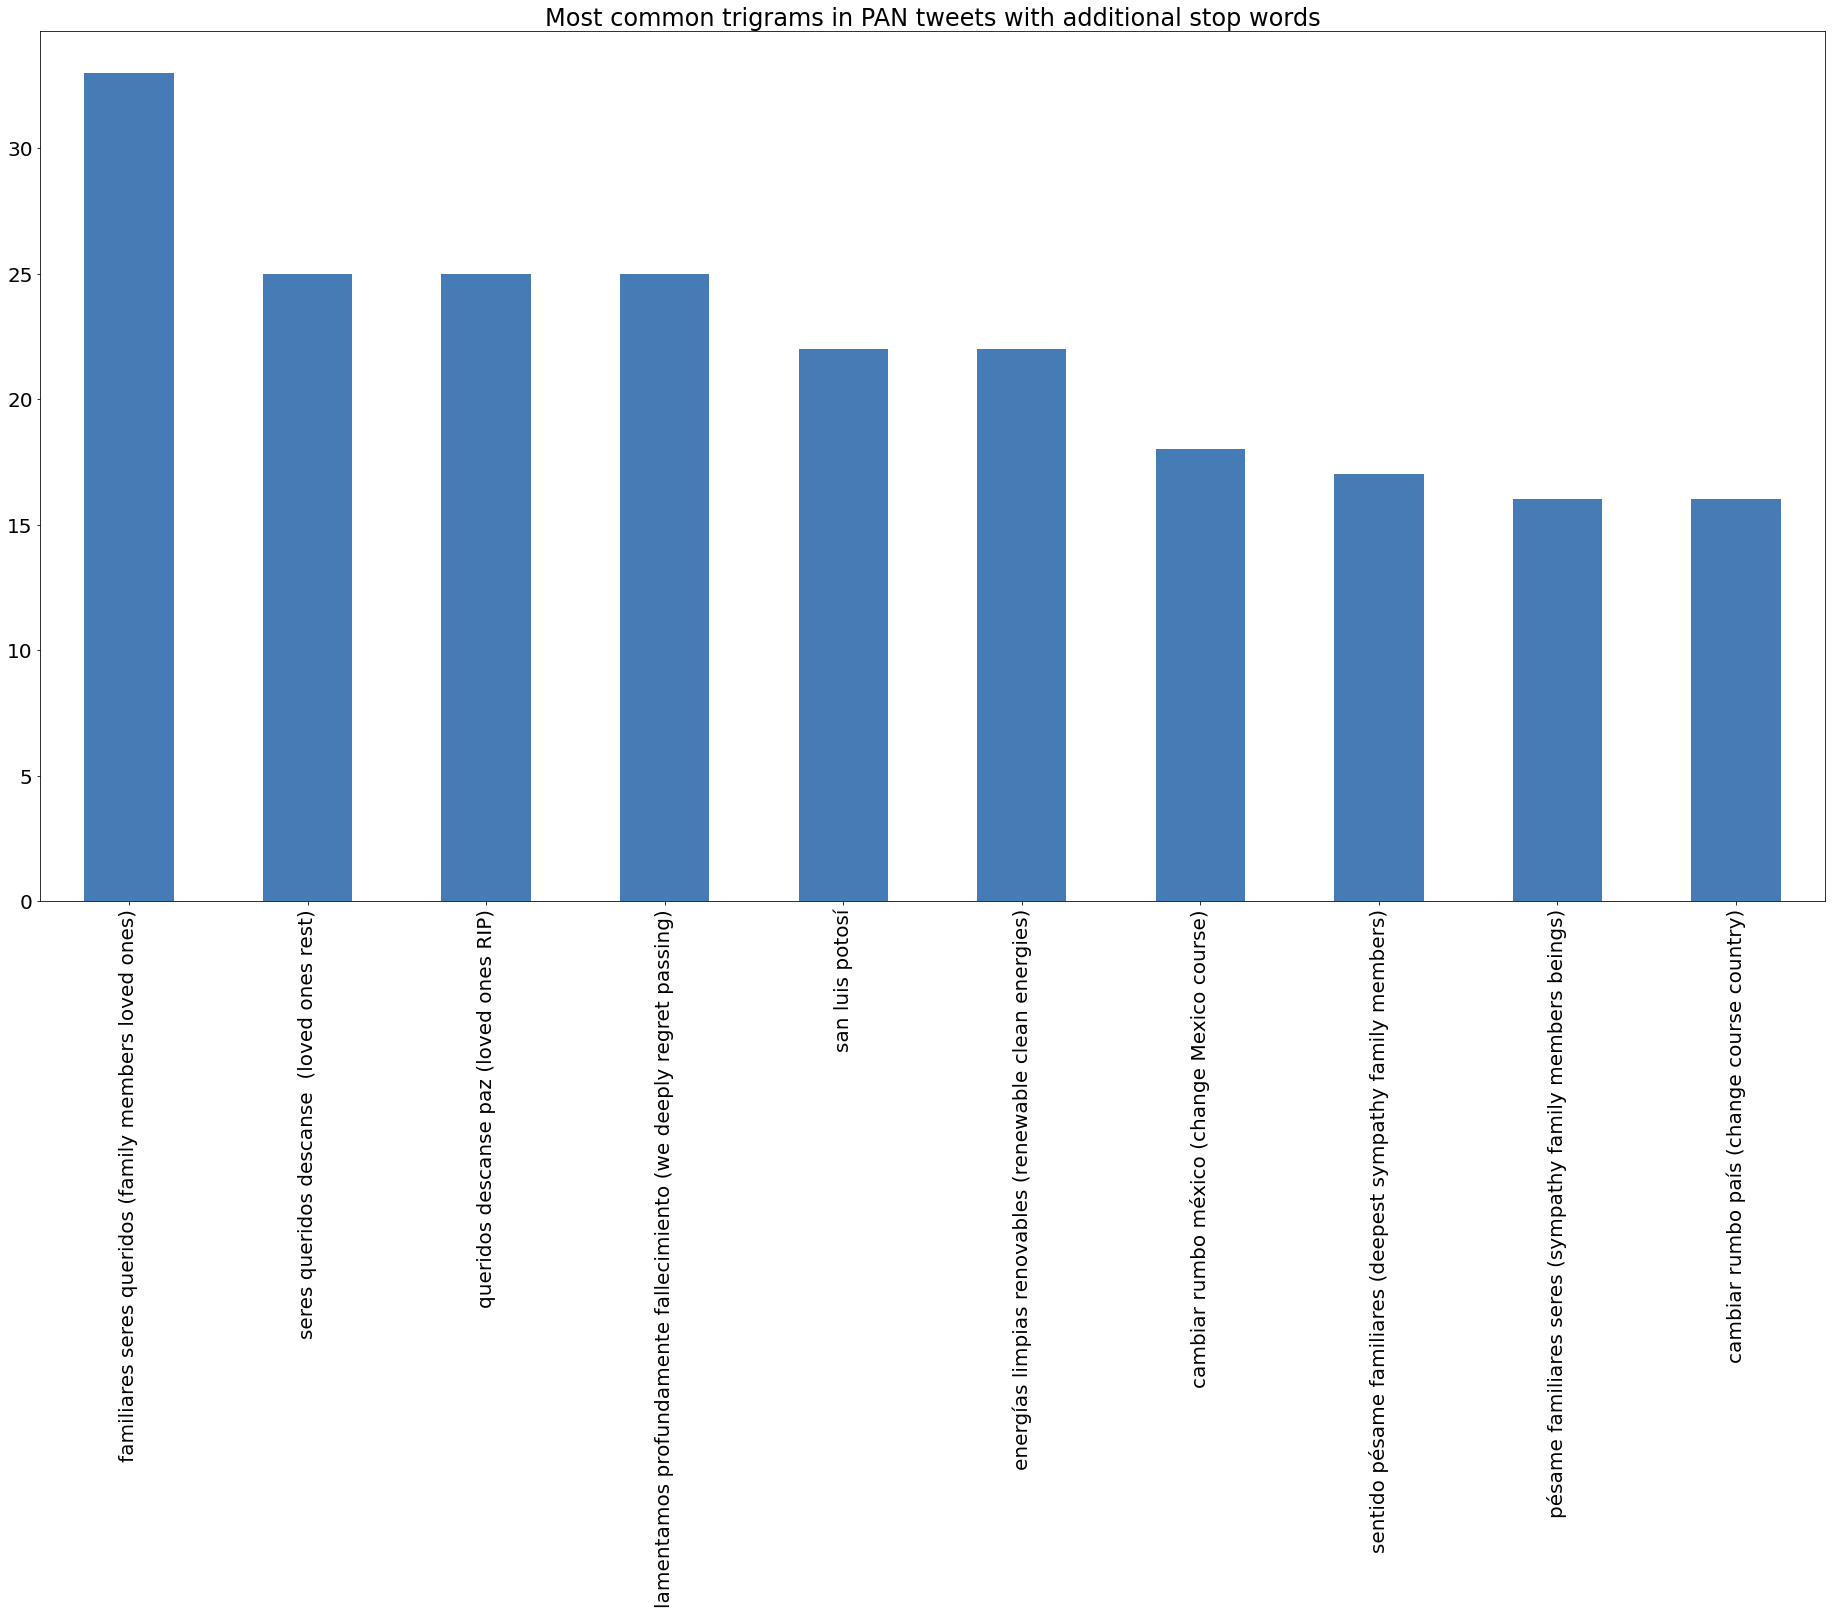 Most common trigrams in PAN tweets with additional stop words
30
25
20
15
10
5
0
familiares seres queridos (family members loved ones)
seres queridos descanse  (loved ones rest)
queridos descanse paz (loved ones RIP)
lamentamos profundamente fallecimiento (we deeply regret passing)
san luis potosí
energías limpias renovables (renewable clean energies)
cambiar rumbo méxico (change Mexico course)
sentido pésame familiares (deepest sympathy family members)
pésame familiares seres (sympathy family members beings)
cambiar rumbo país (change course country)